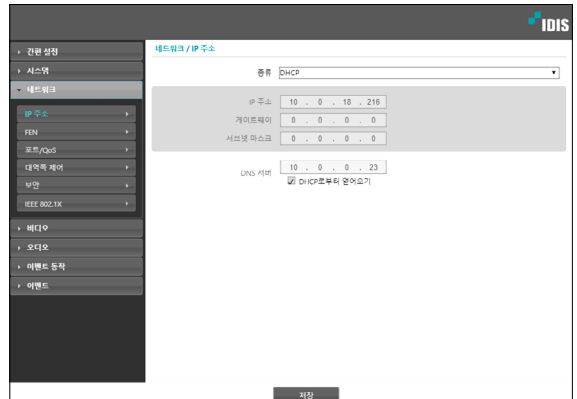 IDIS
간편 설정
시스템
네트워크
IP 주소
FEN
포트/QoS
대역폭 제어
보안
IEEE 802.1X
비디오
오디오
이벤트 동작
이벤트
네트워크 / IP 주소
종류 DHCP
IP 주소 10 . 0 . 18 . 216
게이트웨이 0 . 0 . 0 . 0
서브넷 마스크 0 . 0 . 0 . 0
DNS 서버 10 . 0 . 0 . 23
DHCP로부터 얻어오기
저장